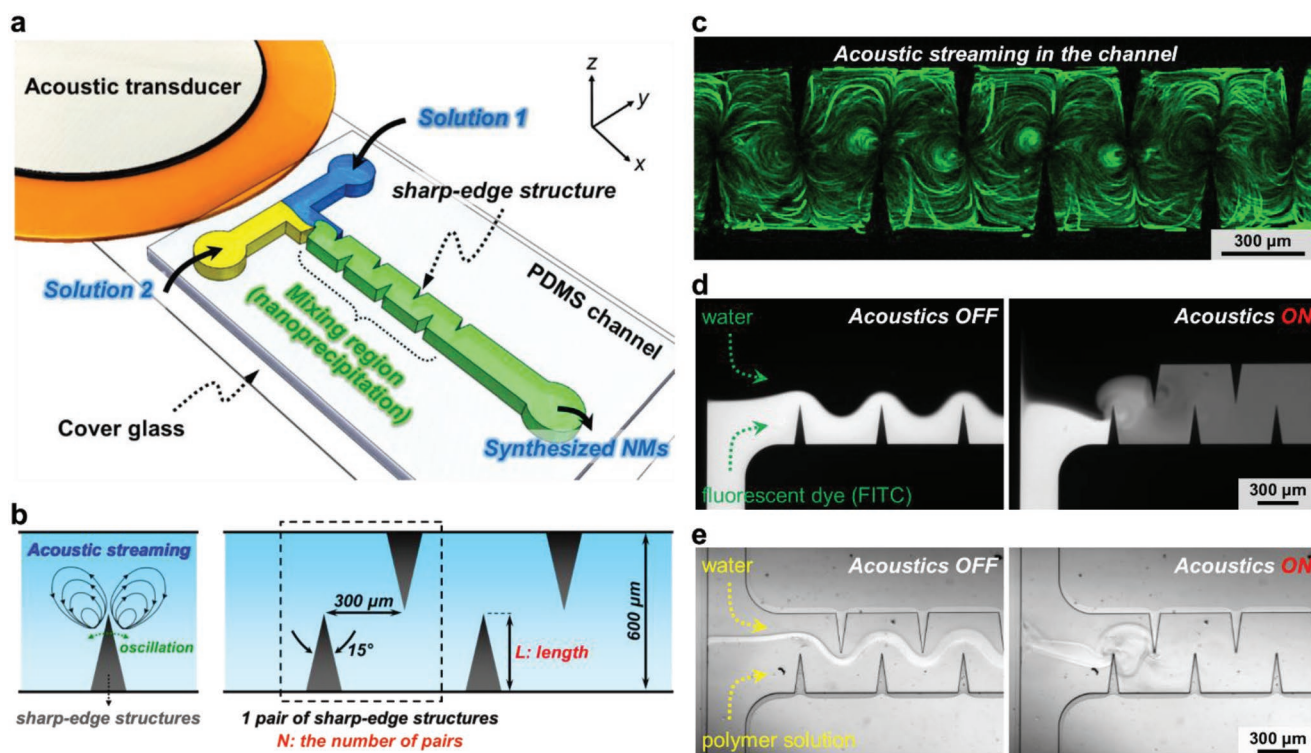 a
Acoustic transducer
Solution 1
z
y
x
sharp-edge structure
Solution 2
Mixing region
(nanoprecipitation)
PDMS channel
Cover glass
Synthesized NMs
b
Acoustic streaming
oscillation
sharp-edge structures
300 μm
15°
L: length
600 μm
1 pair of sharp-edge structures
N: the number of pairs
c
Acoustic streaming in the channel
300 μm
d
water
Acoustics OFF
fluorescent dye (FITC)
Acoustics ON
300 μm
e
water
Acoustics OFF
polymer solution
Acoustics ON
300 μm